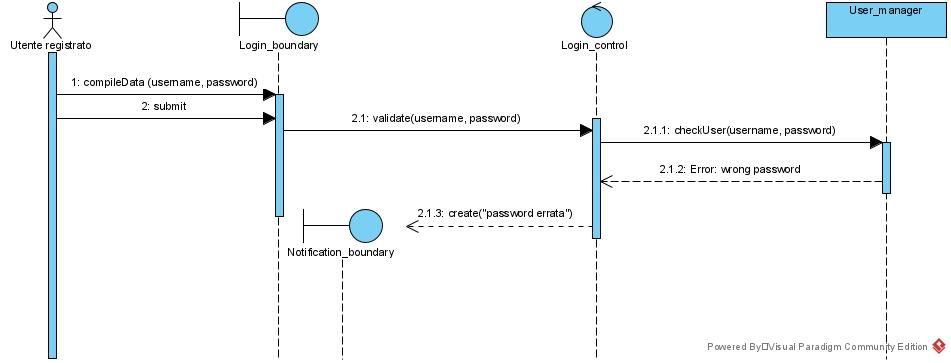 User_manager
Utente registrato
Login_boundary
Login_control
1: compileData (username, password)
2: submit
2.1: validate(username, password)
2.1.1: checkUser(username, password)
2.1.2: Error: wrong password
2.1.3: create("password errata")
Notification_boundary
Powered By□Visual Paradigm Community Edition